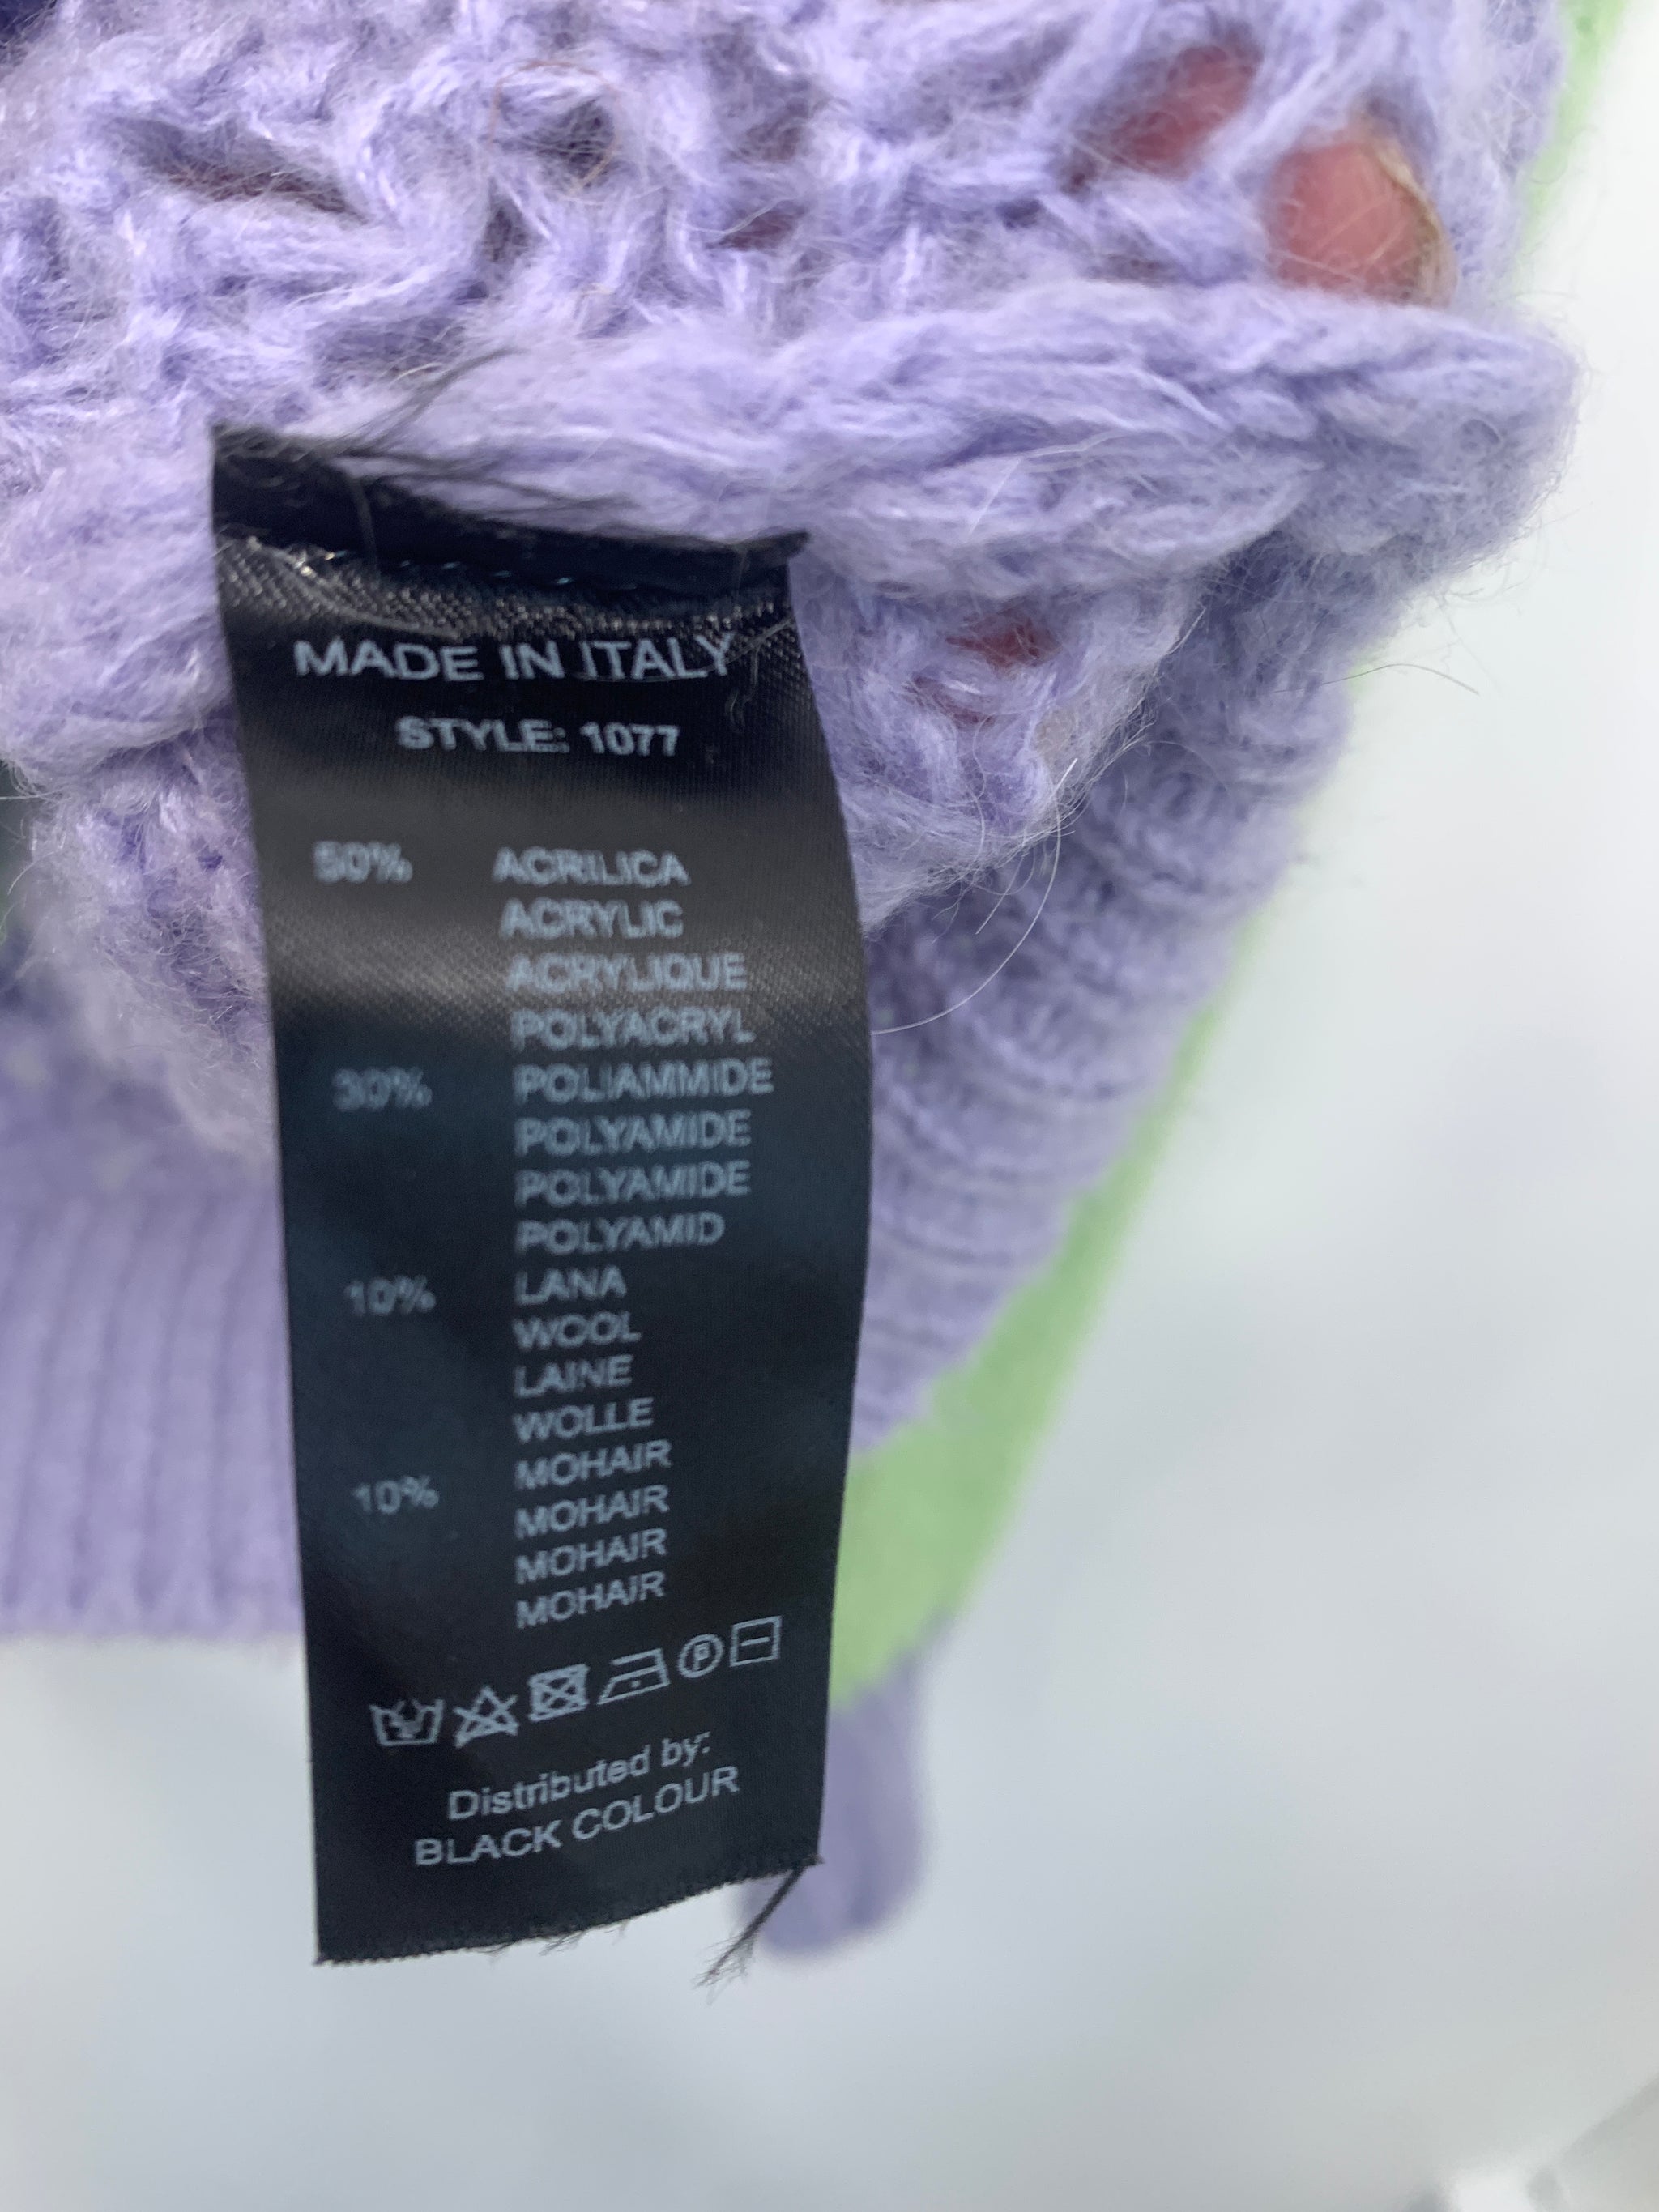 MADE IN ITALY
STYLE: 1077
50% ACRILICA
ACRYLIC
ACRYLIQUE
POLYACRYL
30% POLIAMMIDE
POLYAMIDE
POLYAMIDE
POLYAMID
10% LANA
WOOL
LAINE
WOLLE
10% MOHAIR
MOHAIR
MOHAIR
MOHAIR
P
Distributed by:
BLACK COLOUR